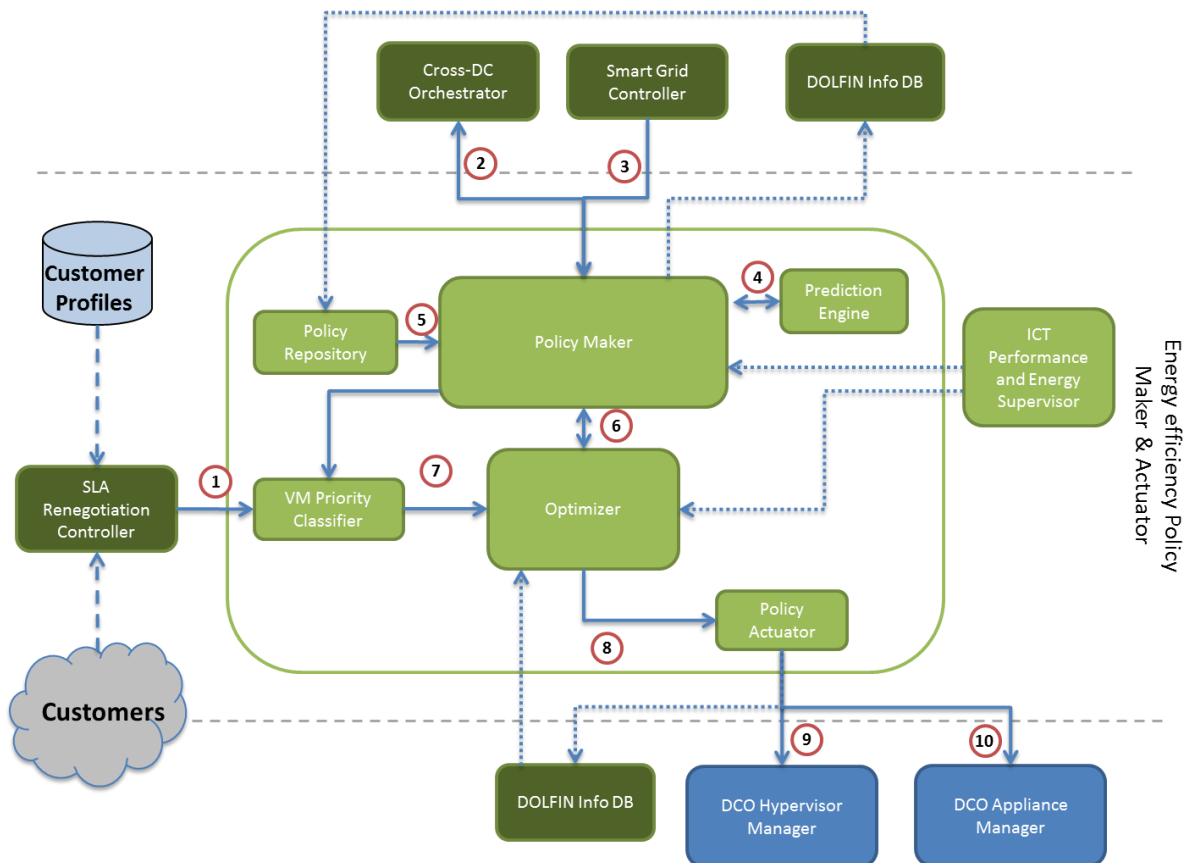 Cross-DC
Orchestrator
Smart Grid
Controller
DOLFIN Info DB
2
3
Customer
Profiles
4
Prediction
Engine
5
Policy
Repository
Policy Maker
ICT
Performance
and Energy
Supervisor
Energy efficiency Policy
Maker & Actuator
6
7
1
SLA
Renegotiation
Controller
VM Priority
Classifier
Optimizer
Policy
Actuator
8
Customers
9
10
DOLFIN Info DB
DCO Hypervisor
Manager
DCO Appliance
Manager